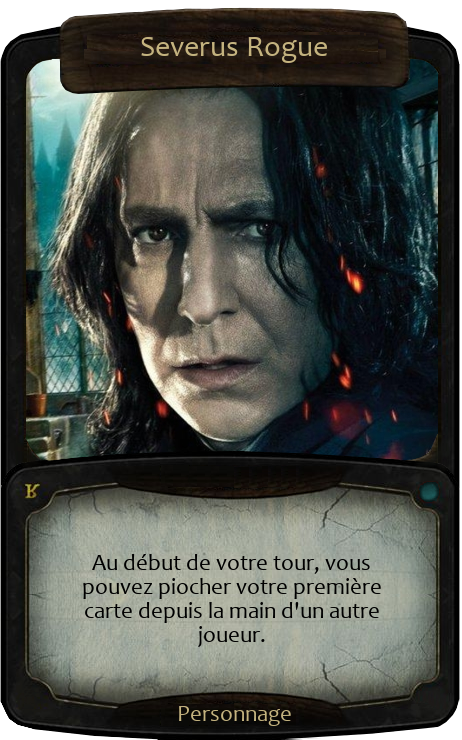 Severus Rogue
Au début de votre tour, vous
pouvez piocher votre première
carte depuis la main d'un autre
joueur.
Personnage